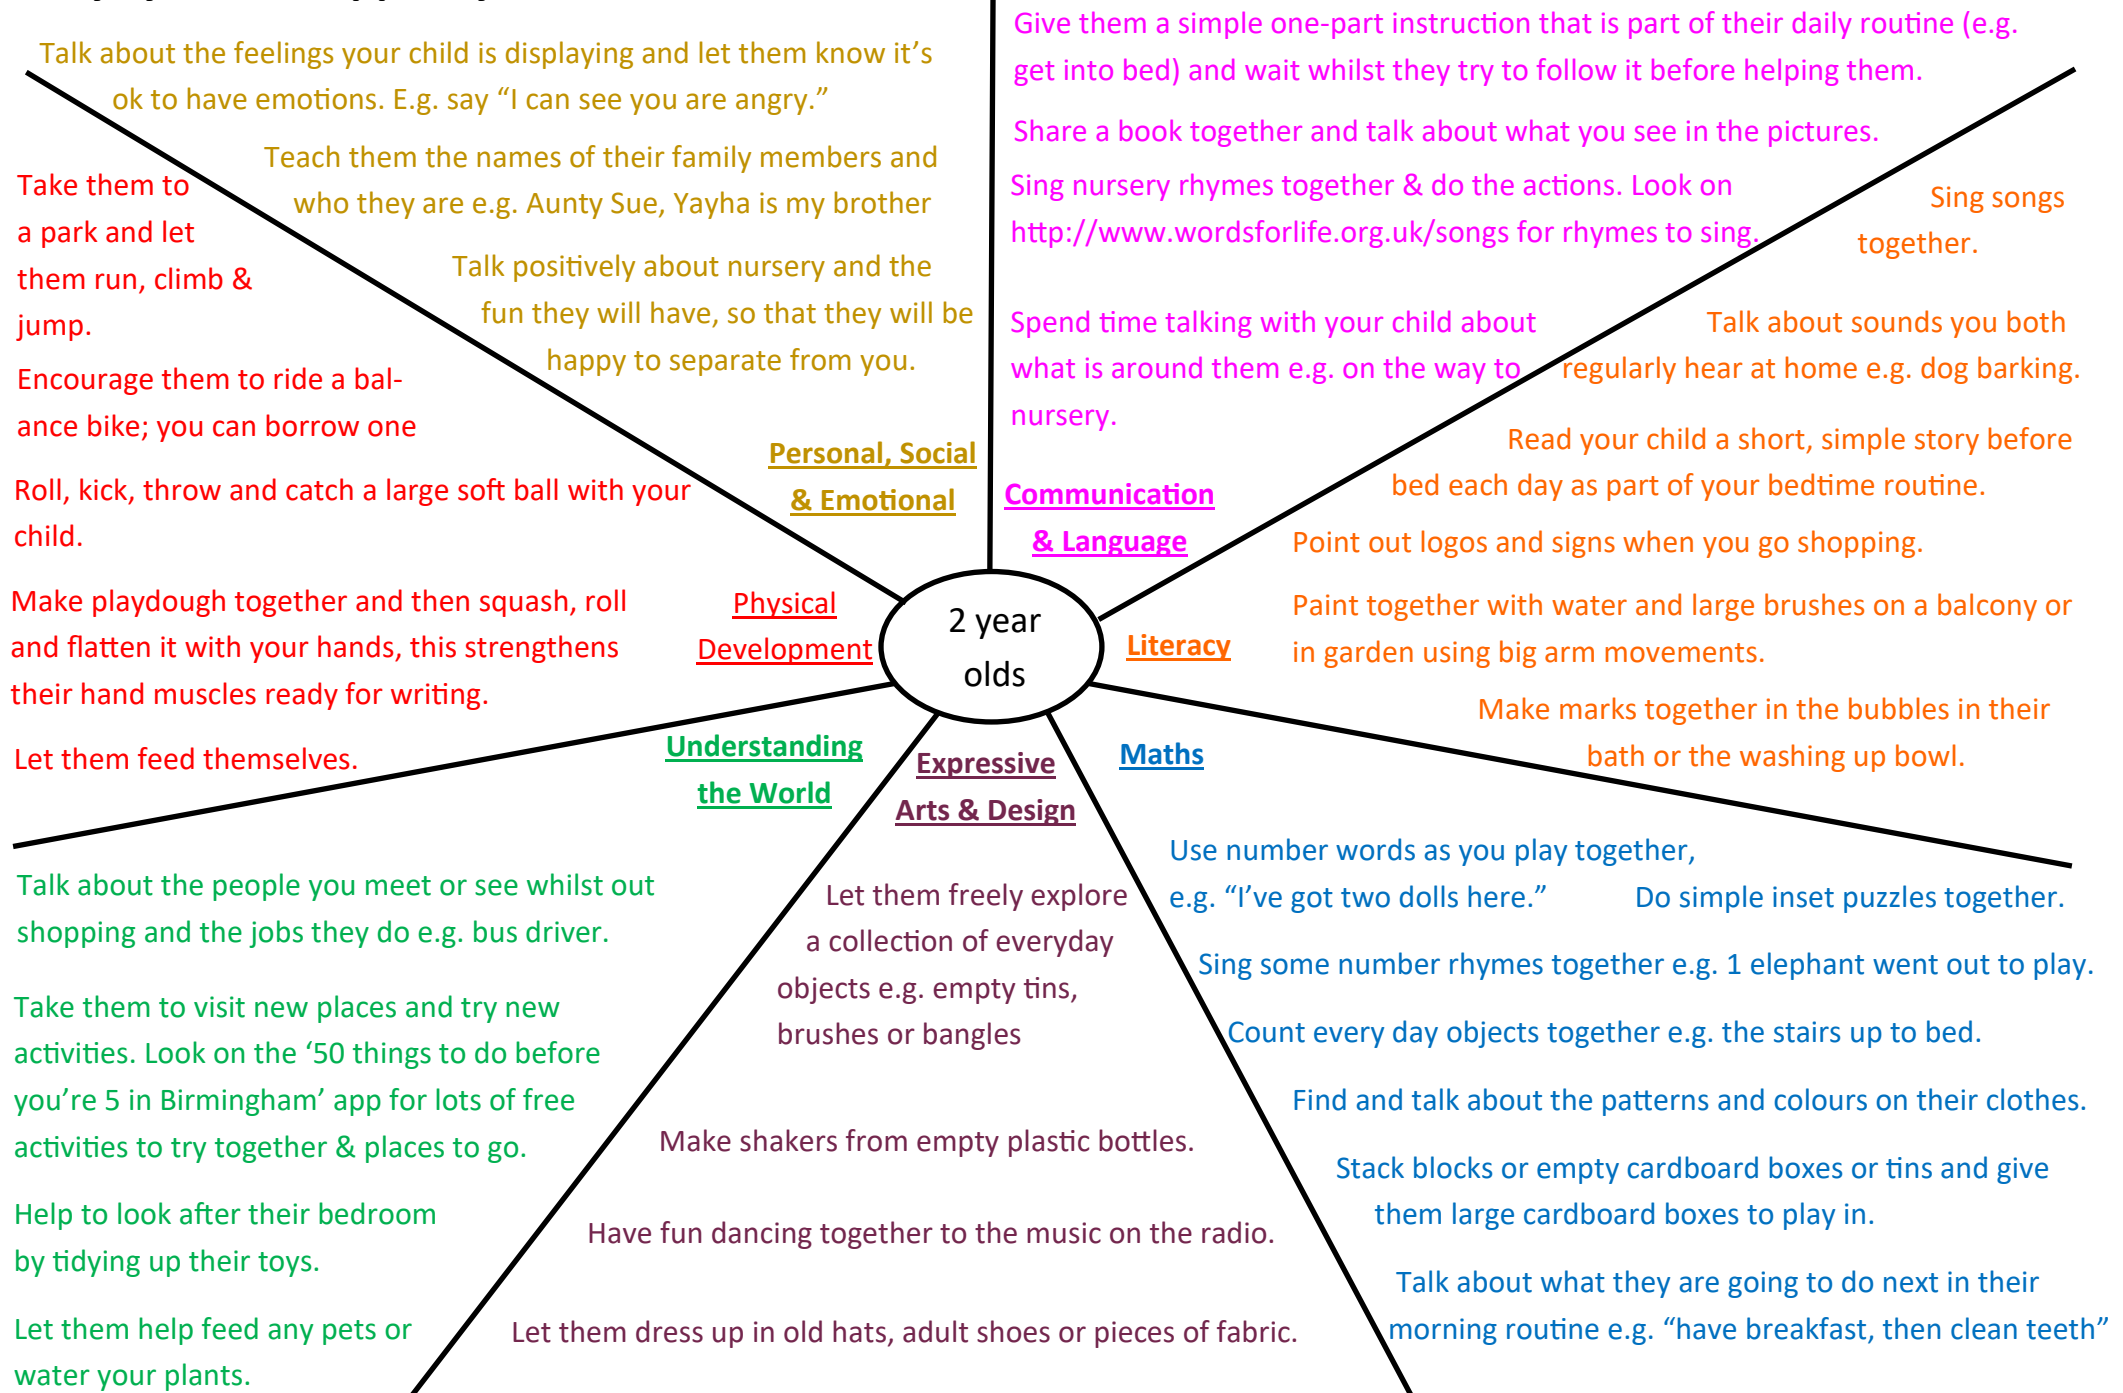 Talk about the feelings your child is displaying and let them know it’s
ok to have emotions. E.g. say “I can see you are angry.”
Teach them the names of their family members and
who they are e.g. Aunty Sue, Yayha is my brother
Talk positively about nursery and the
fun they will have, so that they will be
happy to separate from you.
Personal, Social
& Emotional
Give them a simple one-part instruction that is part of their daily routine (e.g.
get into bed) and wait whilst they try to follow it before helping them.
Share a book together and talk about what you see in the pictures.
Sing nursery rhymes together & do the actions. Look on
http://www.wordsforlife.org.uk/songs for rhymes to sing.
Spend time talking with your child about
what is around them e.g. on the way to
nursery.
Communication
& Language
Sing songs
together.
Talk about sounds you both
regularly hear at home e.g. dog barking.
Read your child a short, simple story before
bed each day as part of your bedtime routine.
Point out logos and signs when you go shopping.
Paint together with water and large brushes on a balcony or
in garden using big arm movements.
Literacy
Make marks together in the bubbles in their
bath or the washing up bowl.
Take them to
a park and let
them run, climb &
jump.
Encourage them to ride a bal-
ance bike; you can borrow one
Roll, kick, throw and catch a large soft ball with your
child.
Make playdough together and then squash, roll
and flatten it with your hands, this strengthens
their hand muscles ready for writing.
Let them feed themselves.
Physical
Development
2 year
olds
Understanding
the World
Talk about the people you meet or see whilst out
shopping and the jobs they do e.g. bus driver.
Take them to visit new places and try new
activities. Look on the ‘50 things to do before
you’re 5 in Birmingham’ app for lots of free
activities to try together & places to go.
Help to look after their bedroom
by tidying up their toys.
Let them help feed any pets or
water your plants.
Expressive
Arts & Design
Let them freely explore
a collection of everyday
objects e.g. empty tins,
brushes or bangles
Make shakers from empty plastic bottles.
Have fun dancing together to the music on the radio.
Let them dress up in old hats, adult shoes or pieces of fabric.
Maths
Use number words as you play together,
e.g. “I’ve got two dolls here.”
Do simple inset puzzles together.
Sing some number rhymes together e.g. 1 elephant went out to play.
Count every day objects together e.g. the stairs up to bed.
Find and talk about the patterns and colours on their clothes.
Stack blocks or empty cardboard boxes or tins and give
them large cardboard boxes to play in.
Talk about what they are going to do next in their
morning routine e.g. “have breakfast, then clean teeth”